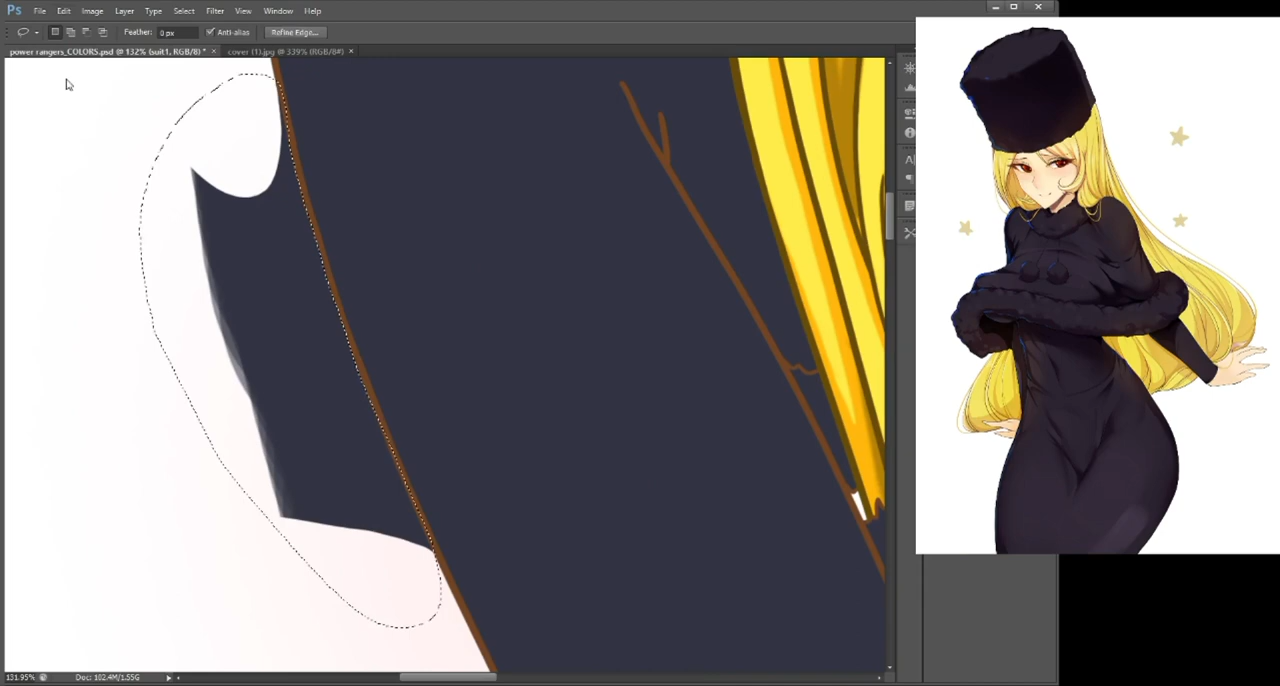 Ps File Edit Image Layer Type Select Filter View Window Help
Feather: 0 px Anti-alias Refine Edge...
power rangers_COLORS.psd @ 132% (suit1, RGB/8) * × cover (1).jpg @ 339% (RGB/8#) ×
131.95% Doc: 102.4M/1.55G